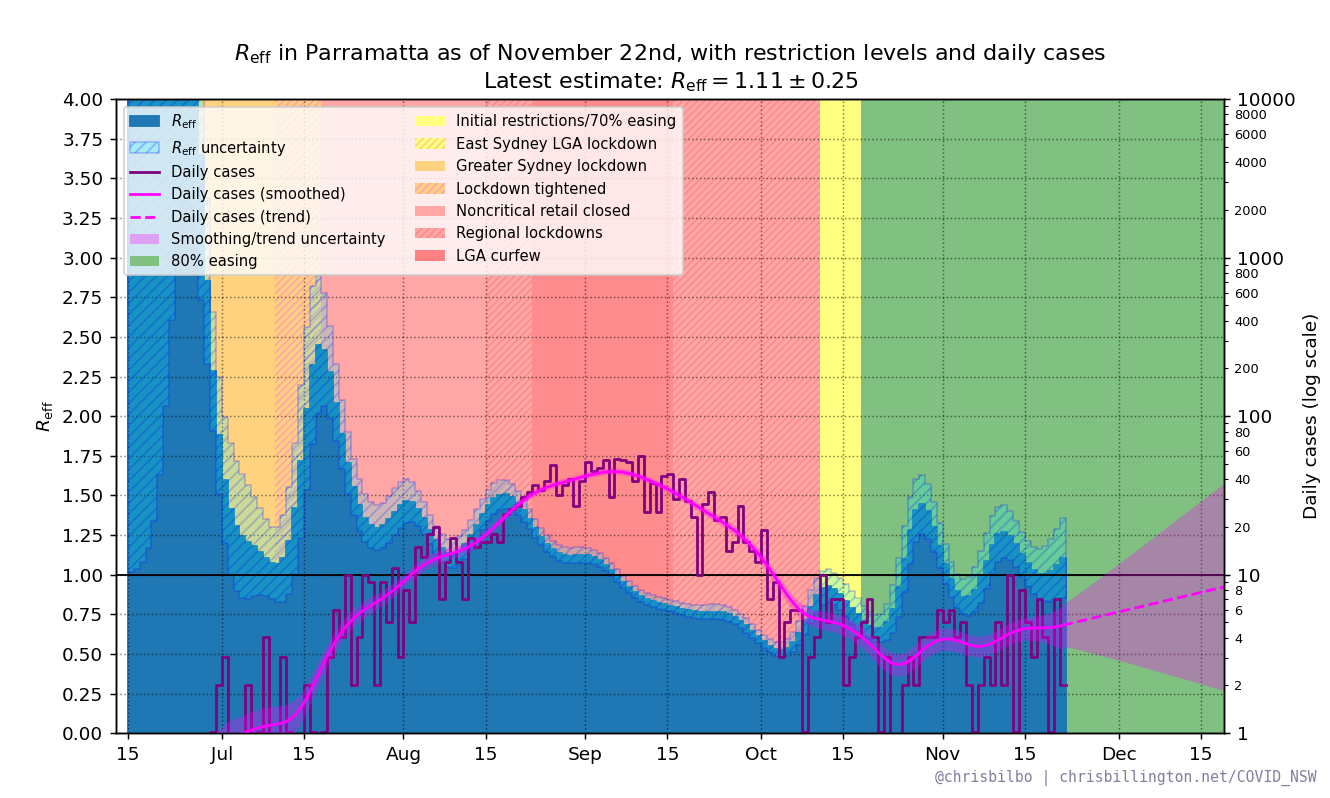 Reff in Parramatta as of November 22nd, with restriction levels and daily cases
Latest estimate: Reff = 1.11 ± 0.25
Reff
Reff uncertainty
Daily cases
Daily cases (smoothed)
Daily cases (trend)
Smoothing/trend uncertainty
80% easing
Initial restrictions/70% easing
East Sydney LGA lockdown
Greater Sydney lockdown
Lockdown tightened
Noncritical retail closed
Regional lockdowns
LGA curfew
Reff
4.00
3.75
3.50
3.25
3.00
2.75
2.50
2.25
2.00
1.75
1.50
1.25
1.00
0.75
0.50
0.25
0.00
10000
8000
6000
4000
2000
1000
800
600
400
200
100
80
60
40
20
10
8
6
4
2
1
Daily cases (log scale)
15 Jul 15 Aug 15 Sep 15 Oct 15 Nov 15 Dec 15
@chrisbilbo | chrisbillington.net/COVID_NSW